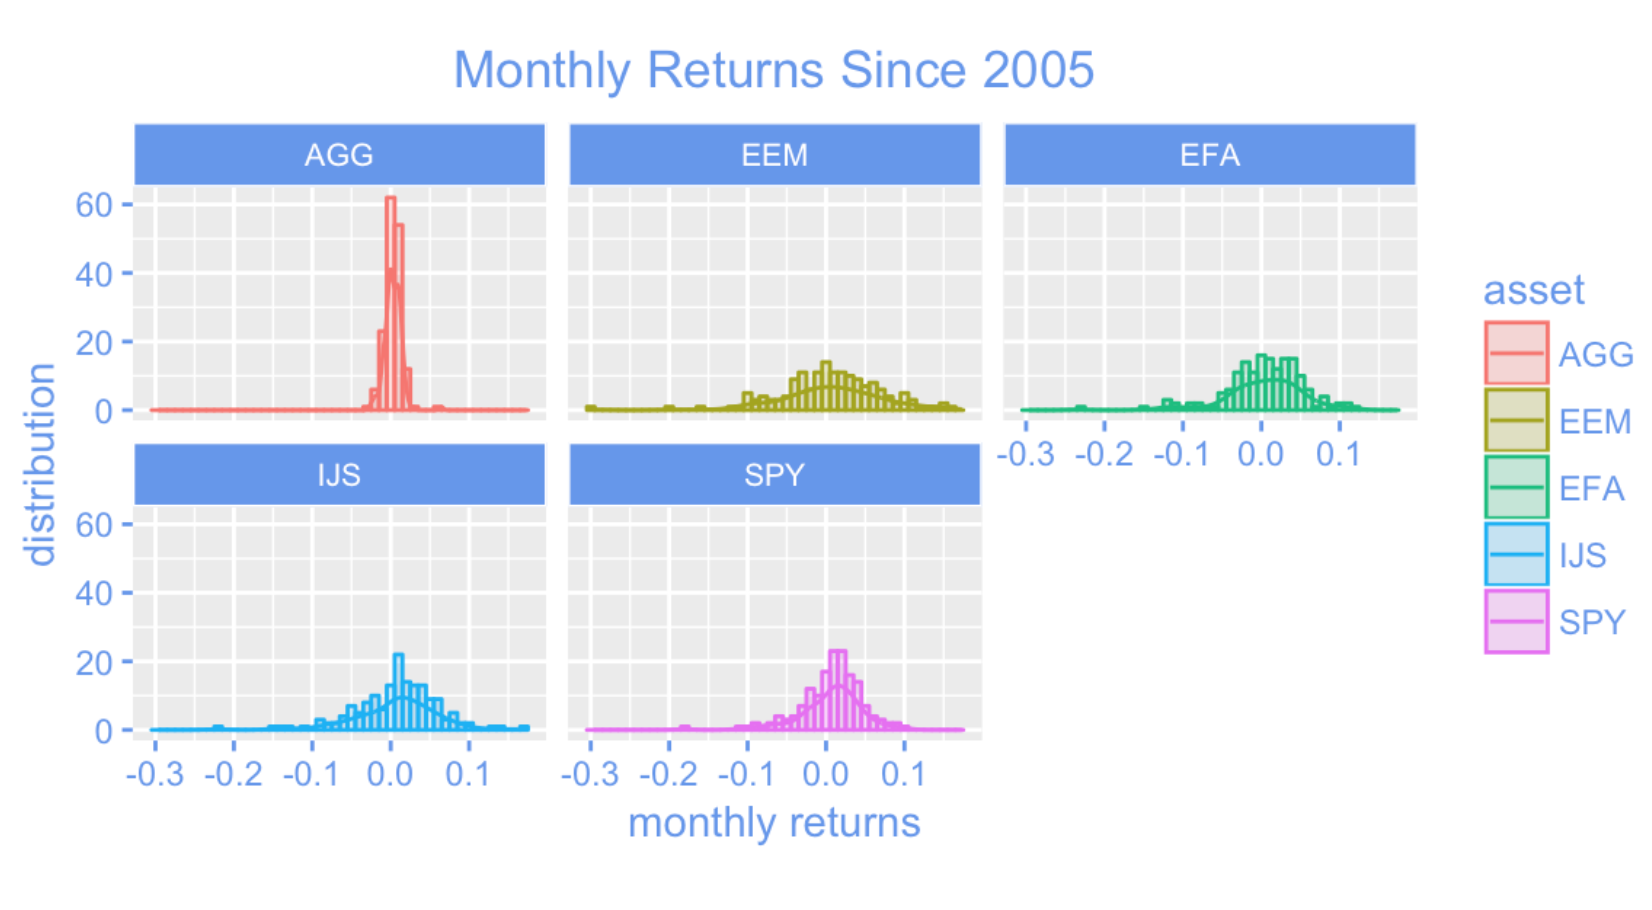 Monthly Returns Since 2005
AGG EEM EFA
60
40
20
0
-0.3 -0.2 -0.1 0.0 0.1
IJS SPY
60
40
20
0
-0.3 -0.2 -0.1 0.0 0.1 -0.3 -0.2 -0.1 0.0 0.1
monthly returns
distribution
asset
AGG
EEM
EFA
IJS
SPY